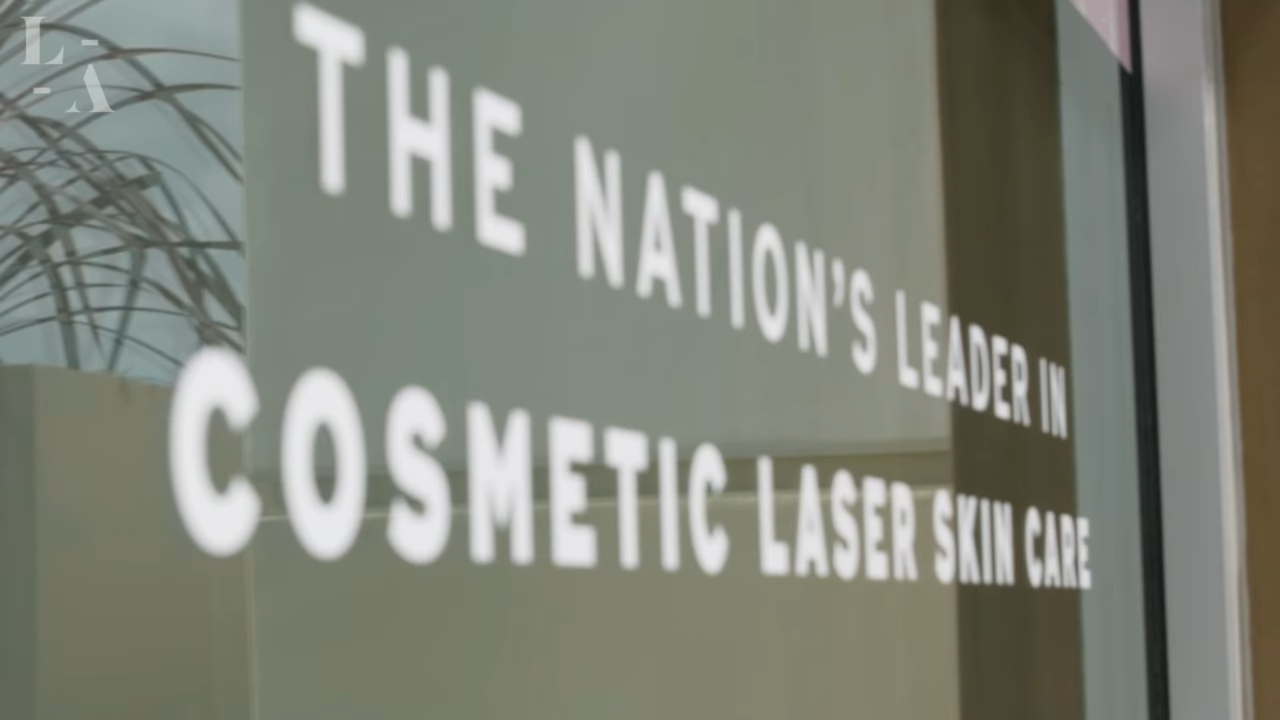 L-
-A
THE NATION'S LEADER IN
COSMETIC LASER SKIN CARE